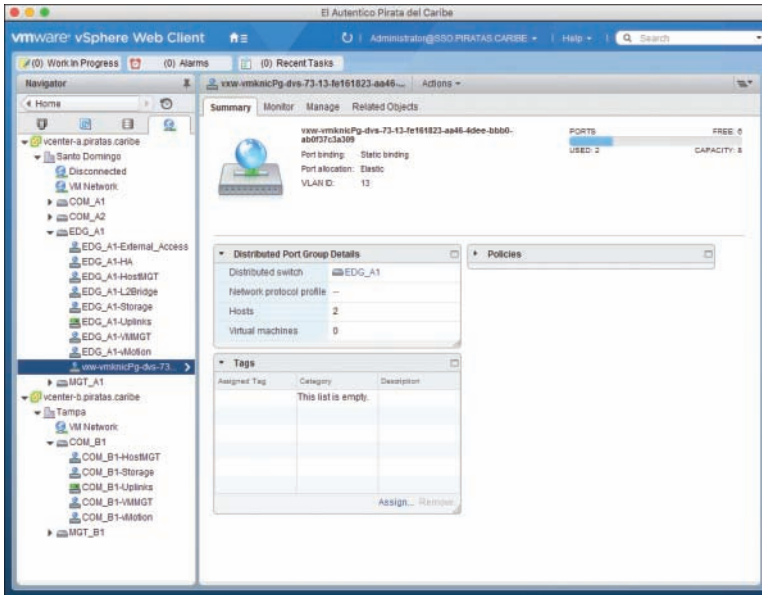 El Autentico Pirata del Caribe
vmware® vSphere Web Client
Administrator@SSO.PIRATAS.CARIBE
Help
Search
(0) Work In Progress
(0) Alarms
(0) Recent Tasks
Navigator
Home
vcenter-a.piratas.caribe
Santo Domingo
Disconnected
VM Network
COM_A1
COM_A2
EDG_A1
EDG_A1-External_Access
EDG_A1-HA
EDG_A1-HostMGT
EDG_A1-L2Bridge
EDG_A1-Storage
EDG_A1-Uplinks
EDG_A1-VMMGT
EDG_A1-vMotion
vxw-vmknicPg-dvs-73...
MGT_A1
vcenter-b.piratas.caribe
Tampa
VM Network
COM_B1
COM_B1-HostMGT
COM_B1-Storage
COM_B1-Uplinks
COM_B1-VMMGT
COM_B1-vMotion
MGT_B1
vxw-vmknicPg-dvs-73-13-fe161823-aa46-... Actions
Summary Monitor Manage Related Objects
vxw-vmknicPg-dvs-73-13-fe161823-aa46-4dee-bbb0-
ab0f37c3a309
Port binding: Static binding
Port allocation: Elastic
VLAN ID: 13
PORTS FREE: 6
USED: 2 CAPACITY: 8
Distributed Port Group Details
Distributed switch EDG_A1
Network protocol profile --
Hosts 2
Virtual machines 0
Policies
Tags
Assigned Tag Category Description
This list is empty.
Assign... Remove